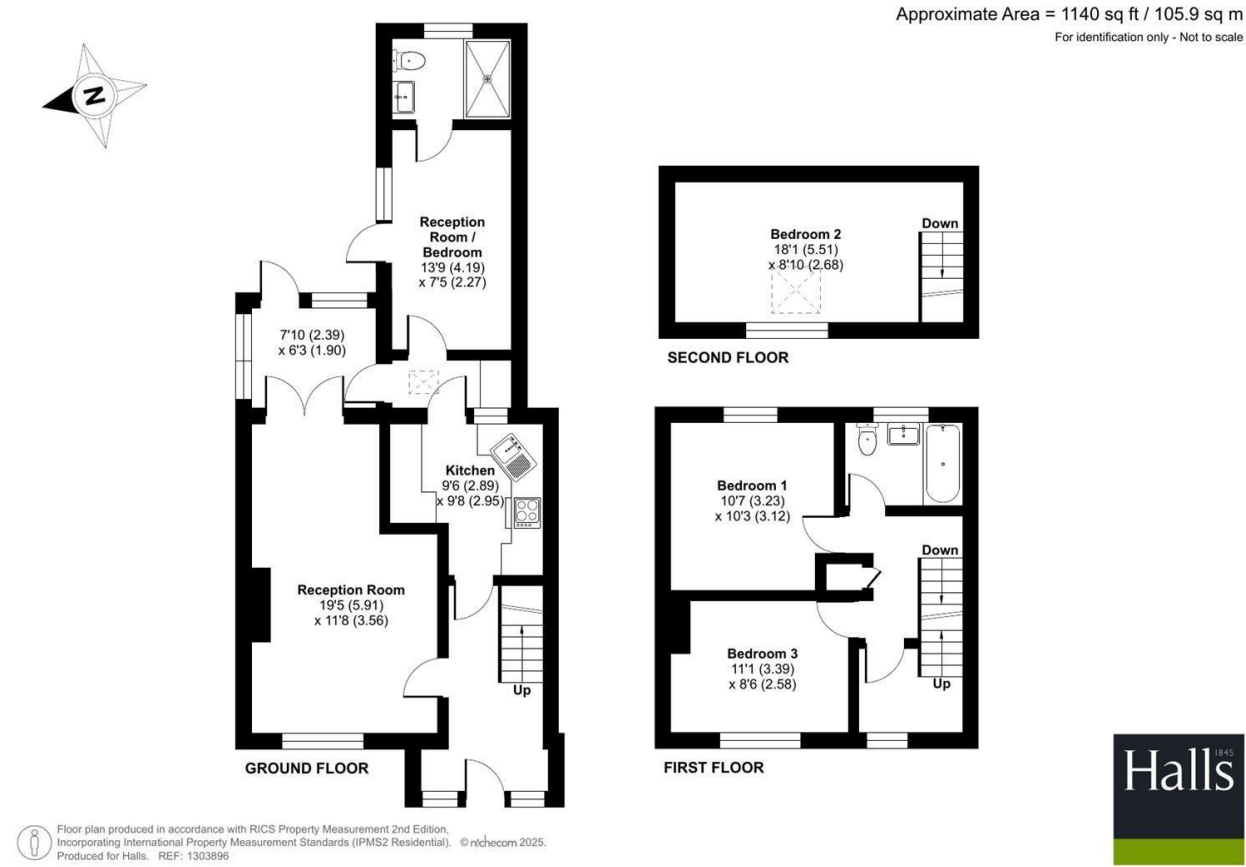 Approximate Area = 1140 sq ft / 105.9 sq m
For identification only - Not to scale
N
Reception
Room /
Bedroom
13'9 (4.19)
x 7'5 (2.27)
7'10 (2.39)
x 6'3 (1.90)
Kitchen
9'6 (2.89)
x 9'8 (2.95)
Reception Room
19'5 (5.91)
x 11'8 (3.56)
Up
GROUND FLOOR
Bedroom 2
18'1 (5.51)
x 8'10 (2.68)
Down
SECOND FLOOR
Bedroom 1
10'7 (3.23)
x 10'3 (3.12)
Down
Bedroom 3
11'1 (3.39)
x 8'6 (2.58)
Up
FIRST FLOOR
Halls 1845
Floor plan produced in accordance with RICS Property Measurement 2nd Edition,
Incorporating International Property Measurement Standards (IPMS2 Residential). © nichecom 2025.
Produced for Halls. REF: 1303896